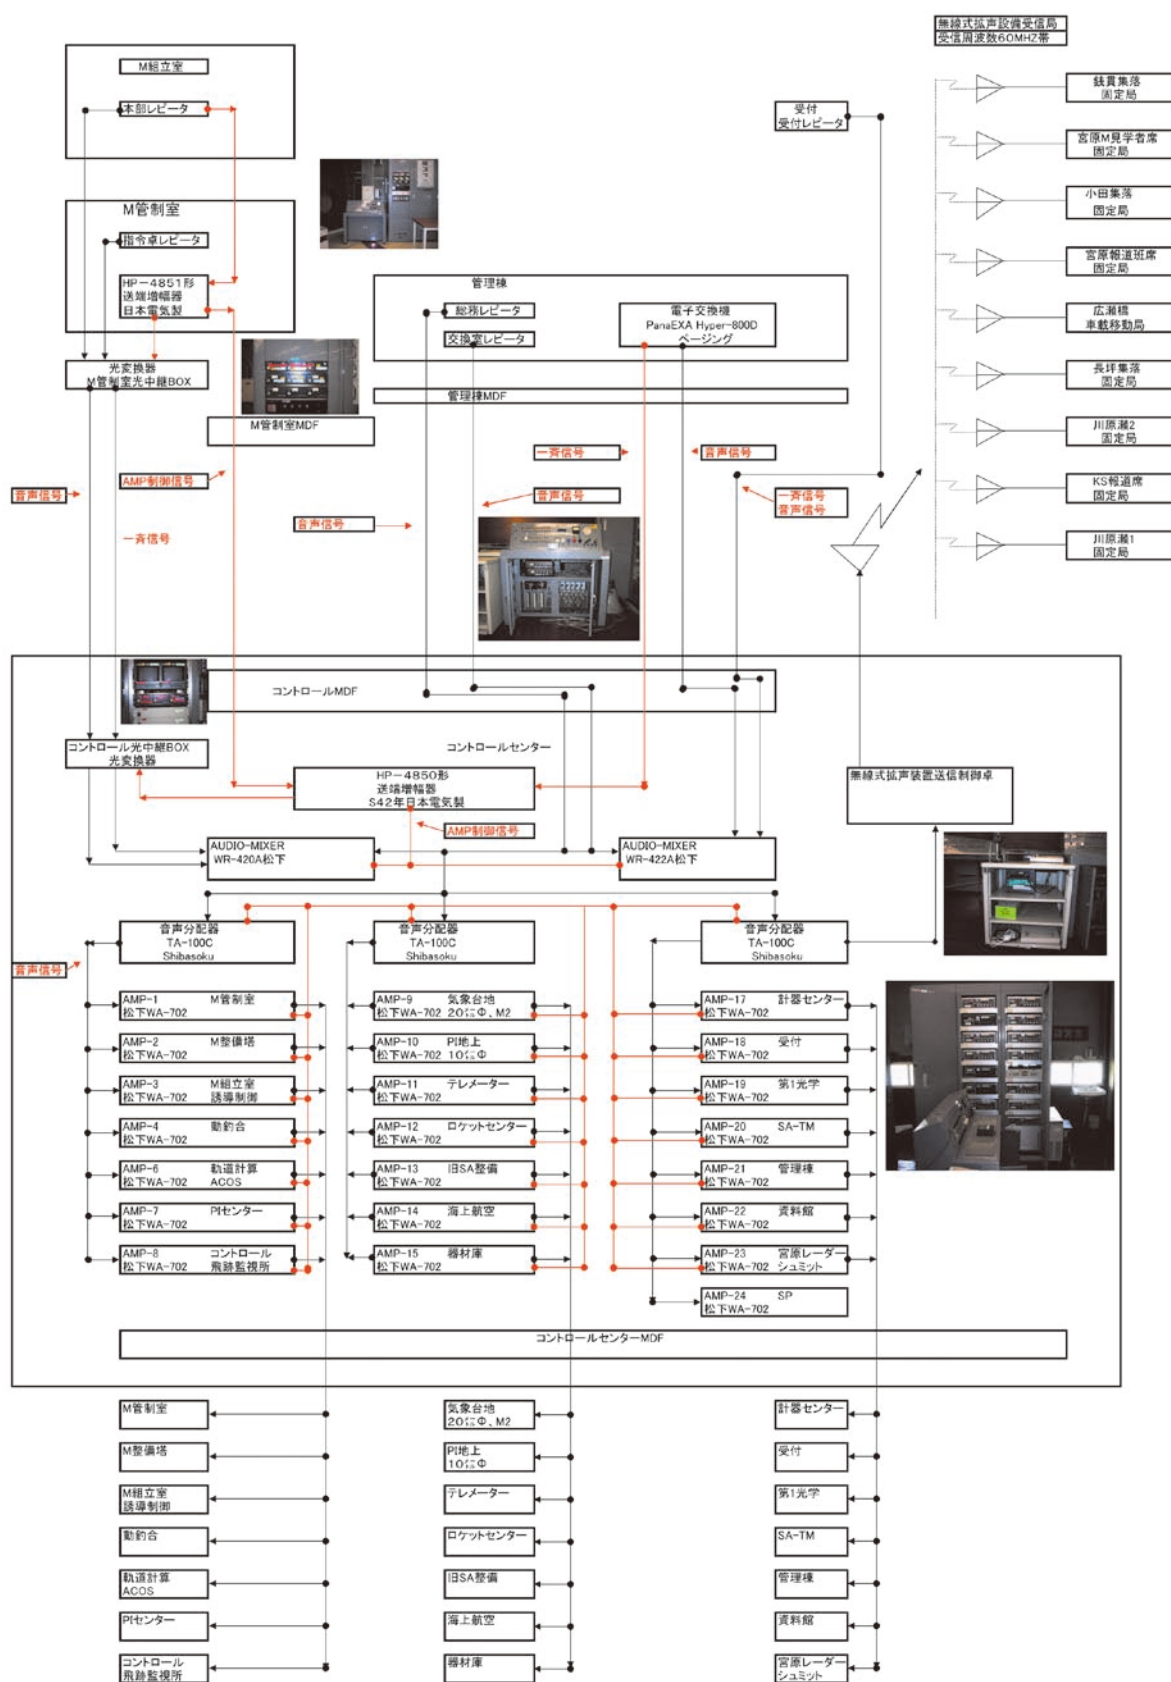 無線式拡声設備受信局
受信周波数60MHZ帯
M組立室
本部レピータ
受付
受付レピータ
銭貫集落
固定局
宮原M見学者席
固定局
小田集落
固定局
宮原報道班席
固定局
広瀬橋
車載移動局
長坪集落
固定局
川原瀬2
固定局
KS報道席
固定局
川原瀬1
固定局
M管制室
指令卓レピータ
HP-4851形
送端増幅器
日本電気製
光変換器
M管制室光中継BOX
M管制室MDF
管理棟
総務レピータ
交換室レピータ
電子交換機
PanaEXA Hyper-800D
ページング
管理棟MDF
一斉信号
音声信号
AMP制御信号
音声信号
音声信号
音声信号
一斉信号
音声信号
一斉信号
コントロールMDF
コントロール光中継BOX
光変換器
コントロールセンター
HP-4850形
送端増幅器
S42年日本電気製
無線式拡声装置送信制御卓
AMP制御信号
AUDIO-MIXER
WR-420A松下
AUDIO-MIXER
WR-422A松下
音声分配器
TA-100C
Shibasoku
音声分配器
TA-100C
Shibasoku
音声分配器
TA-100C
Shibasoku
音声信号
AMP-1 M管制室
松下WA-702
AMP-2 M整備塔
松下WA-702
AMP-3 M組立室
松下WA-702 誘導制御
AMP-4 動釣合
松下WA-702
AMP-6 軌道計算
松下WA-702 ACOS
AMP-7 PIセンター
松下WA-702
AMP-8 コントロール
松下WA-702 飛跡監視所
AMP-9 気象台地
松下WA-702 20㍍Φ、M2
AMP-10 PI地上
松下WA-702 10㍍Φ
AMP-11 テレメーター
松下WA-702
AMP-12 ロケットセンター
松下WA-702
AMP-13 旧SA整備
松下WA-702
AMP-14 海上航空
松下WA-702
AMP-15 器材庫
松下WA-702
AMP-17 計器センター
松下WA-702
AMP-18 受付
松下WA-702
AMP-19 第1光学
松下WA-702
AMP-20 SA-TM
松下WA-702
AMP-21 管理棟
松下WA-702
AMP-22 資料館
松下WA-702
AMP-23 宮原レーダー
松下WA-702 シュミット
AMP-24 SP
松下WA-702
コントロールセンターMDF
M管制室
M整備塔
M組立室
誘導制御
動釣合
軌道計算
ACOS
PIセンター
コントロール
飛跡監視所
気象台地
20㍍Φ、M2
PI地上
10㍍Φ
テレメーター
ロケットセンター
旧SA整備
海上航空
器材庫
計器センター
受付
第1光学
SA-TM
管理棟
資料館
宮原レーダー
シュミット